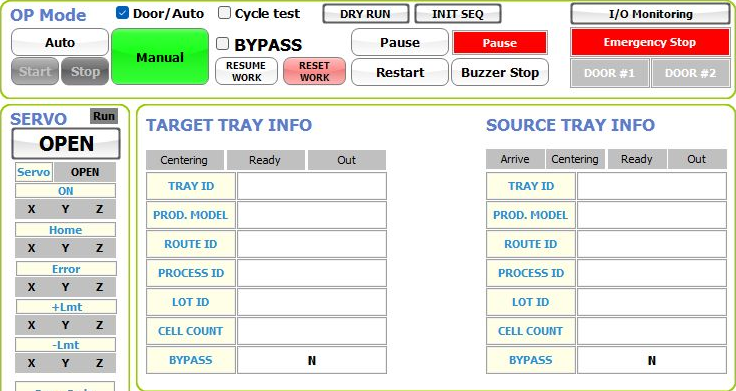 OP Mode
Door/Auto
Cycle test
DRY RUN
INIT SEQ
I/O Monitoring
Auto
Manual
BYPASS
Pause
Pause
Emergency Stop
Start
Stop
RESUME WORK
RESET WORK
Restart
Buzzer Stop
DOOR #1
DOOR #2
SERVO
Run
OPEN
Servo
OPEN
ON
X Y Z
Home
X Y Z
Error
X Y Z
+Lmt
X Y Z
-Lmt
X Y Z
TARGET TRAY INFO
Centering
Ready
Out
TRAY ID
PROD. MODEL
ROUTE ID
PROCESS ID
LOT ID
CELL COUNT
BYPASS N
SOURCE TRAY INFO
Arrive
Centering
Ready
Out
TRAY ID
PROD. MODEL
ROUTE ID
PROCESS ID
LOT ID
CELL COUNT
BYPASS N